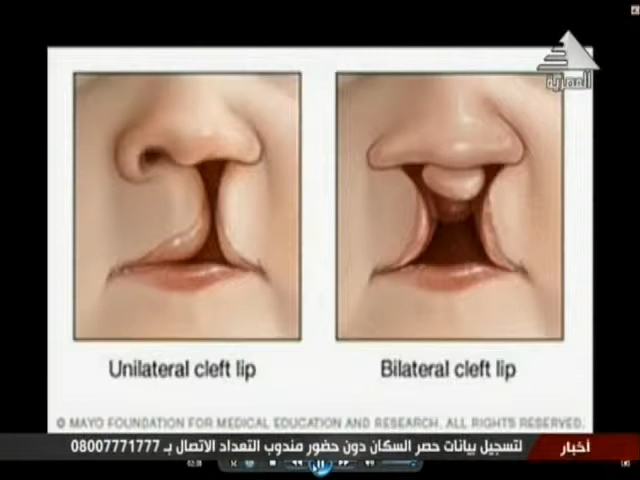 المصرية
Unilateral cleft lip
Bilateral cleft lip
© MAYO FOUNDATION FOR MEDICAL EDUCATION AND RESEARCH. ALL RIGHTS RESERVED.
أخبار
لتسجيل بيانات حصر السكان دون حضور مندوب التعداد الاتصال بـ 08007771777